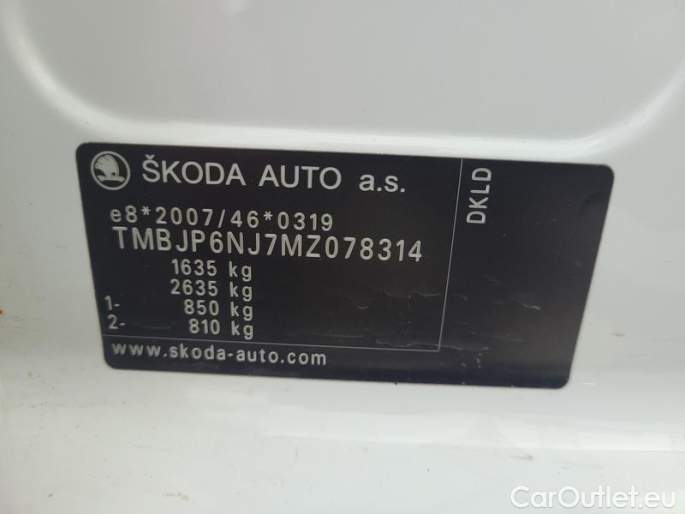 ŠKODA AUTO a.s.
e8*2007/46*0319
TMBJP6NJ7MZ078314
1635 kg
2635 kg
1- 850 kg
2- 810 kg
www.skoda-auto.com
DKLD
CarOutlet.eu